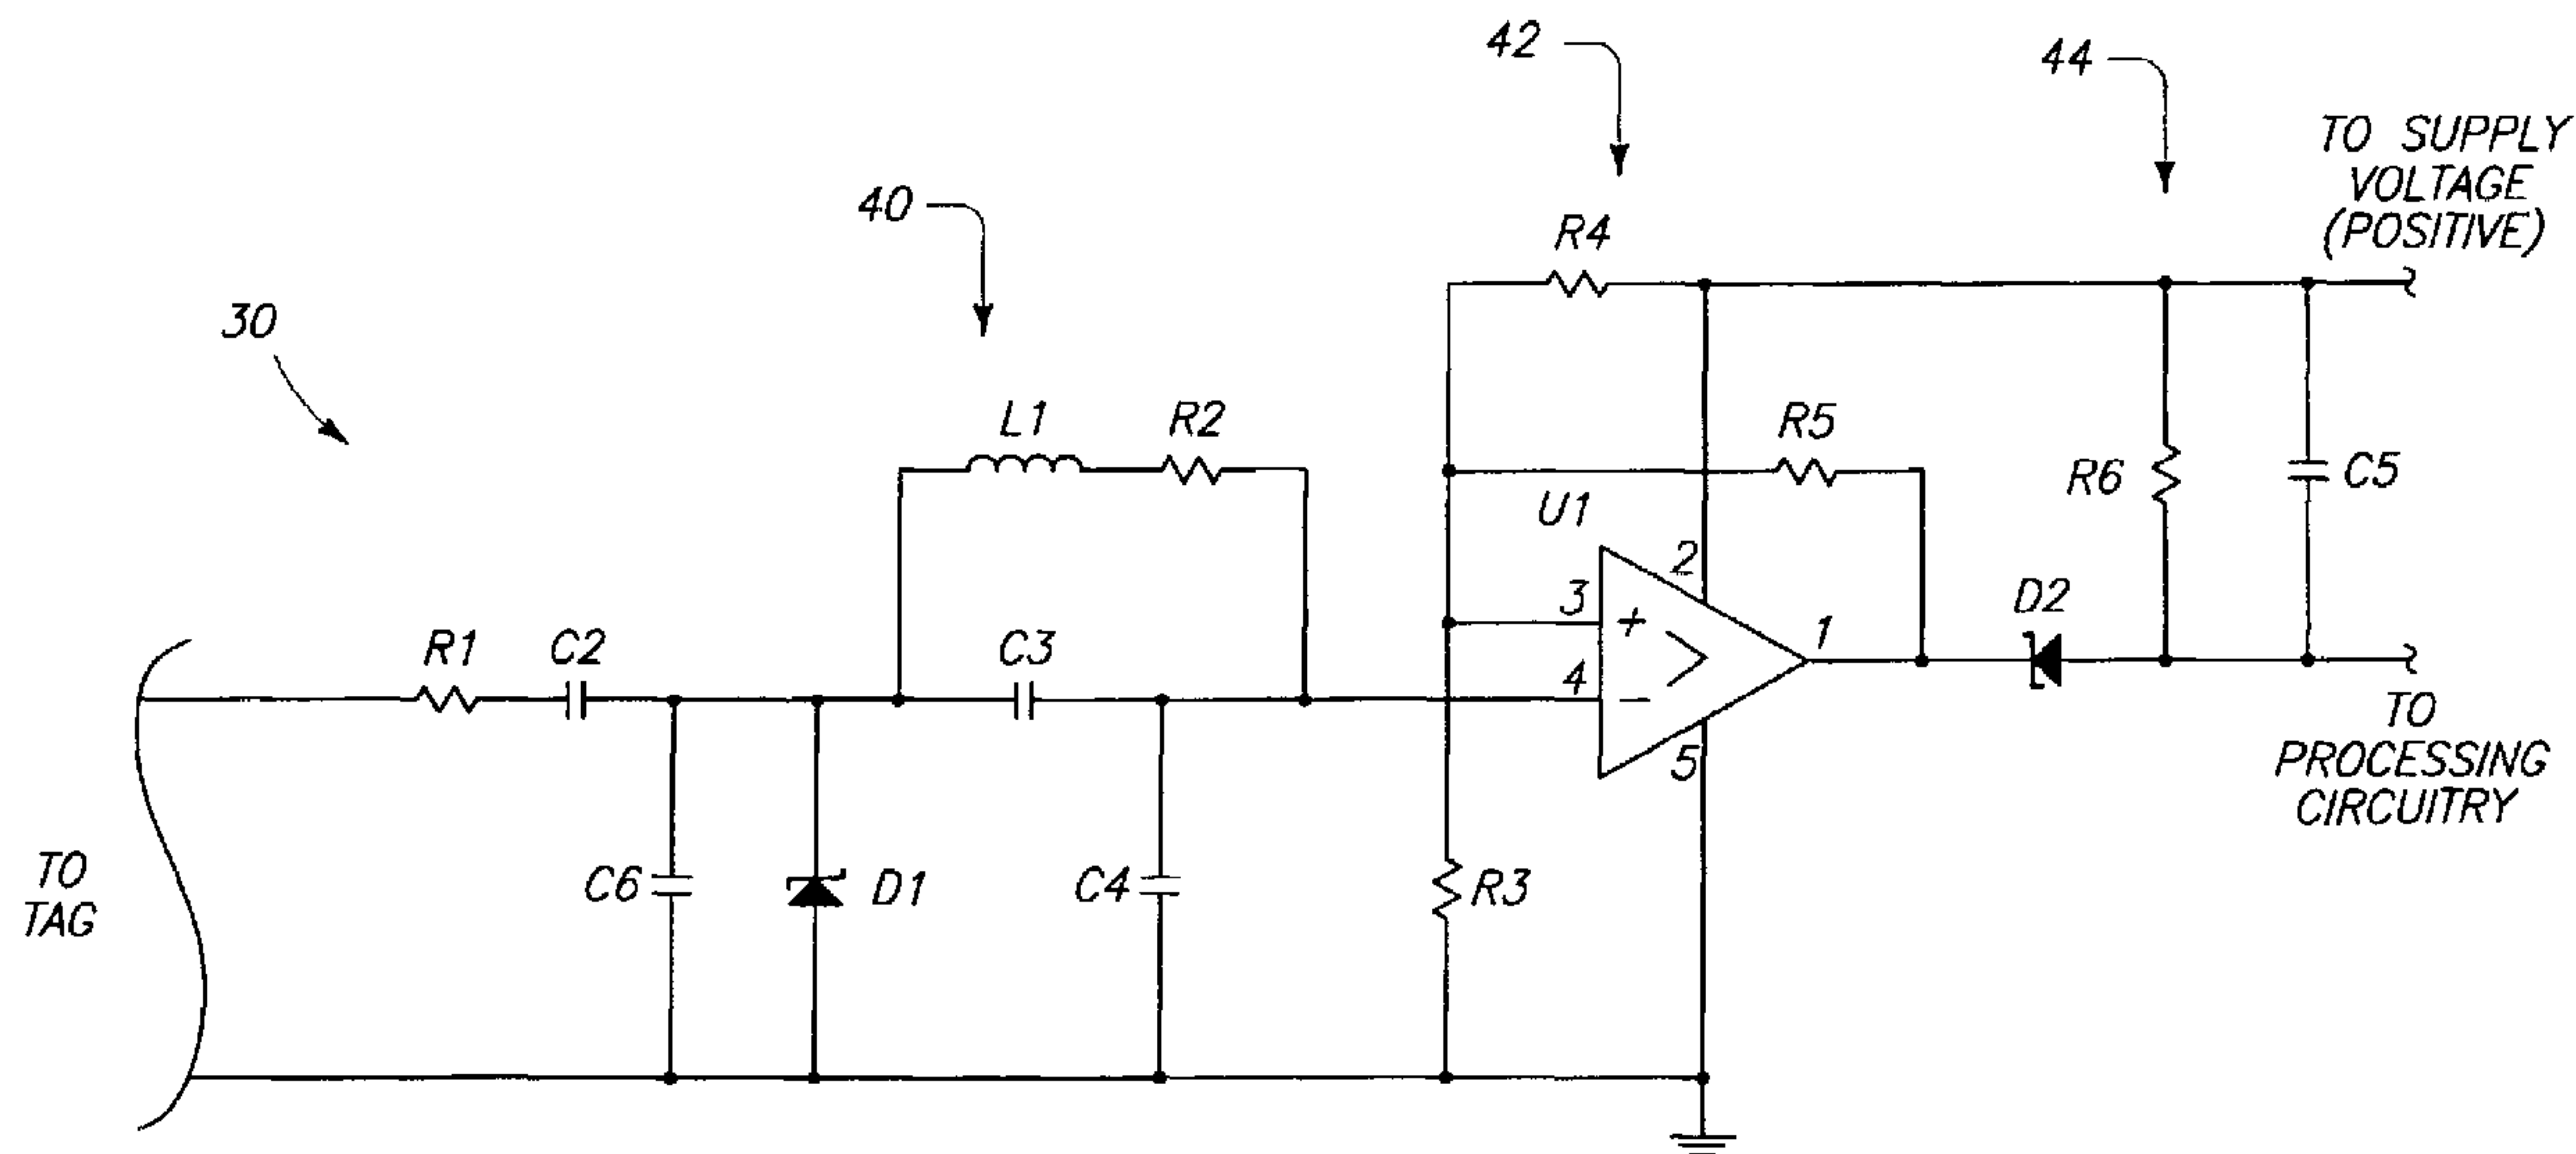 42
44
TO SUPPLY
VOLTAGE
(POSITIVE)
40
R4
30
L1
R2
R5
R6
C5
U1
2
3
+
4
−
>
1
5
D2
R1
C2
C3
TO
PROCESSING
CIRCUITRY
TO
TAG
C6
D1
C4
R3